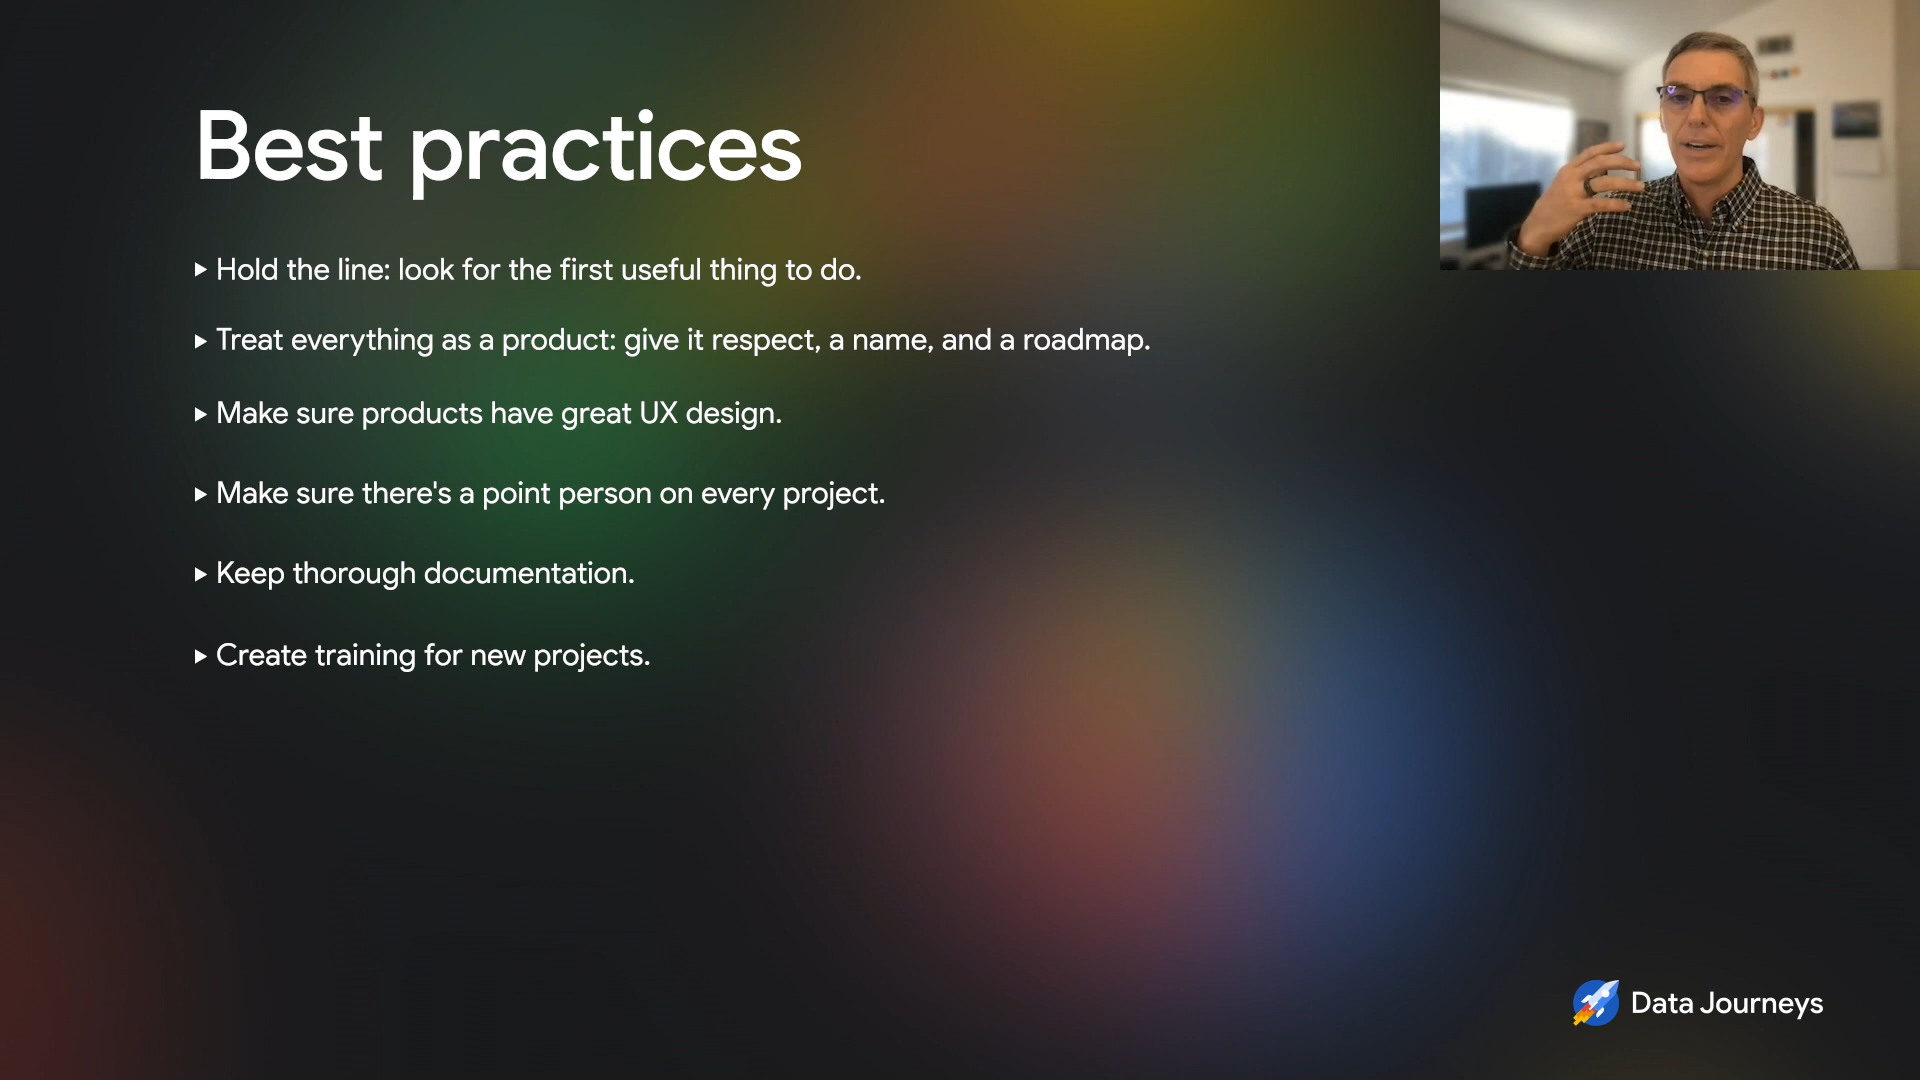 Best practices
Hold the line: look for the first useful thing to do.
Treat everything as a product: give it respect, a name, and a roadmap.
Make sure products have great UX design.
Make sure there's a point person on every project.
Keep thorough documentation.
Create training for new projects.
Data Journeys